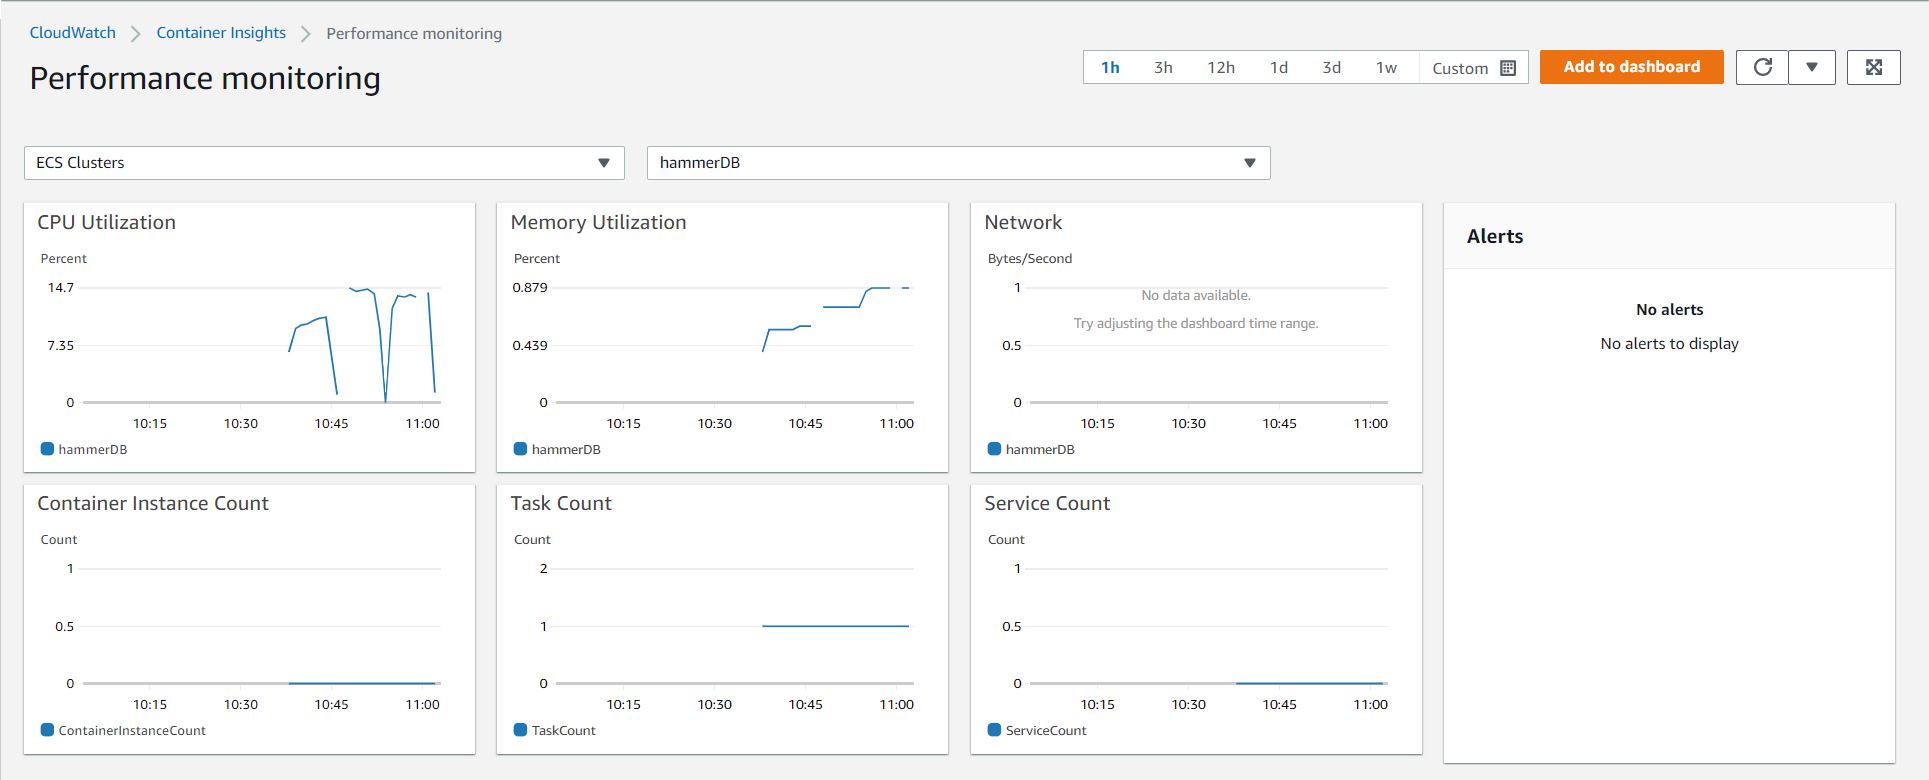 CloudWatch > Container Insights > Performance monitoring
Performance monitoring
1h 3h 12h 1d 3d 1w Custom
Add to dashboard
ECS Clusters
hammerDB
CPU Utilization
Percent
14.7
7.35
0
10:15 10:30 10:45 11:00
hammerDB
Memory Utilization
Percent
0.879
0.439
0
10:15 10:30 10:45 11:00
hammerDB
Network
Bytes/Second
1
No data available.
Try adjusting the dashboard time range.
0.5
0
10:15 10:30 10:45 11:00
hammerDB
Alerts
No alerts
No alerts to display
Container Instance Count
Count
1
0.5
0
10:15 10:30 10:45 11:00
ContainerInstanceCount
Task Count
Count
2
1
0
10:15 10:30 10:45 11:00
TaskCount
Service Count
Count
1
0.5
0
10:15 10:30 10:45 11:00
ServiceCount